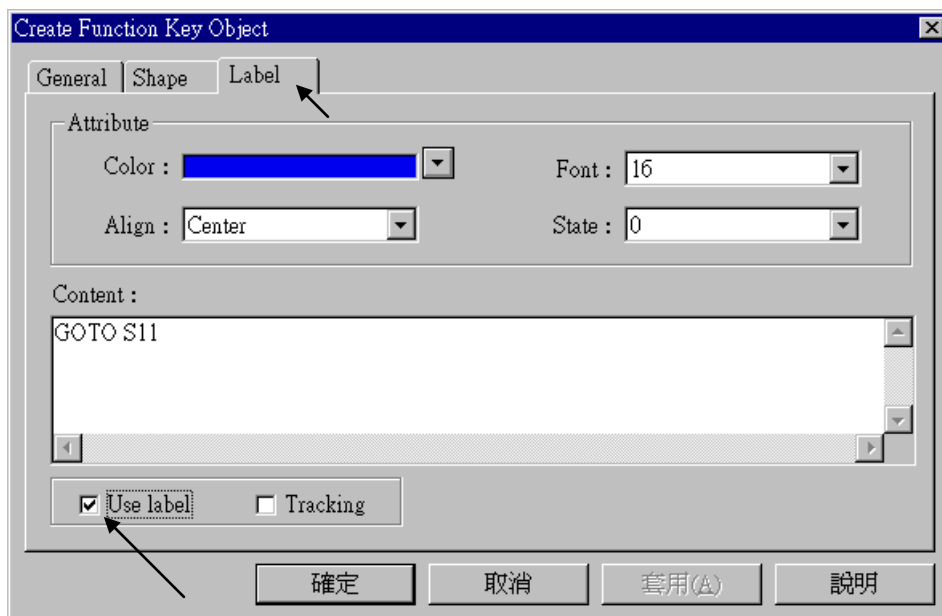 Create Function Key Object
General Shape Label
Attribute
Color : Font : 16
Align : Center State : 0
Content :
GOTO S11
Use label Tracking
確定 取消 套用(A) 說明